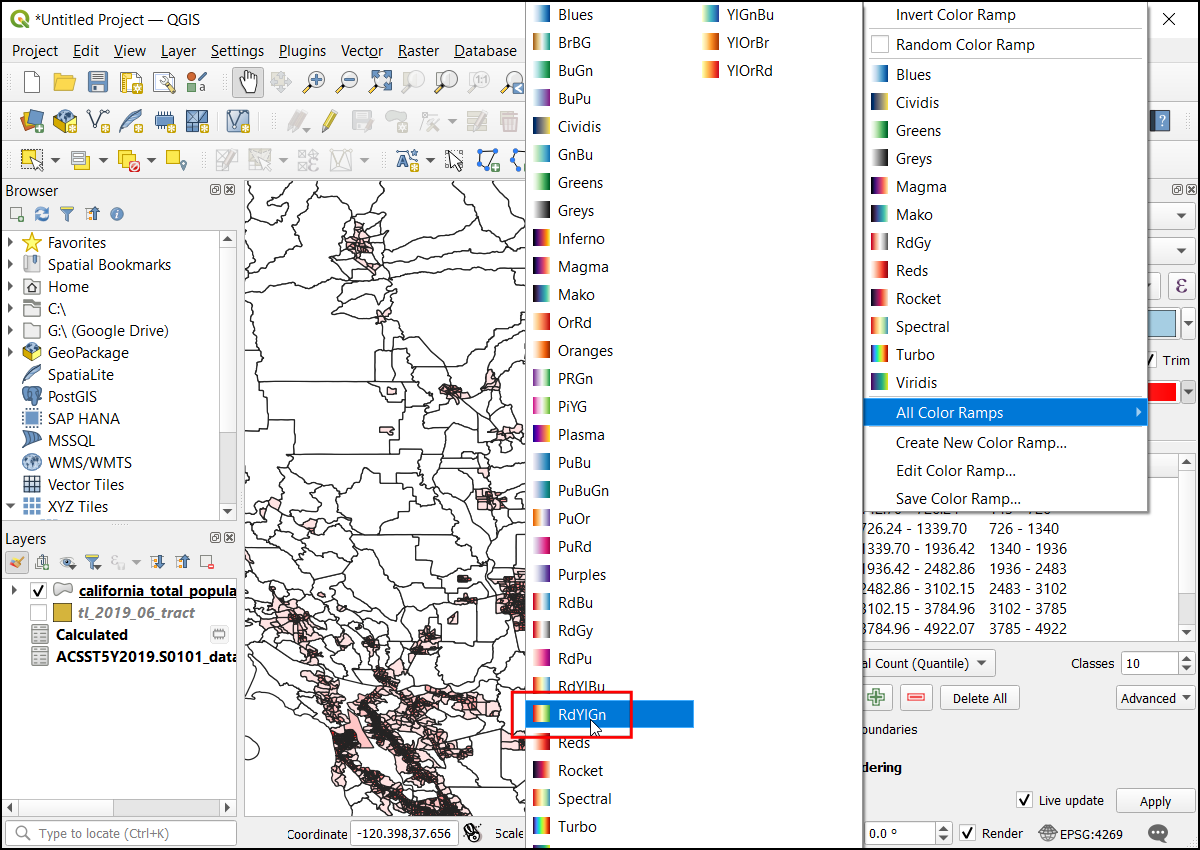 *Untitled Project — QGIS
Project Edit View Layer Settings Plugins Vector Raster Database
Browser
Favorites
Spatial Bookmarks
Home
C:\
G:\ (Google Drive)
GeoPackage
SpatiaLite
PostGIS
SAP HANA
MSSQL
WMS/WMTS
Vector Tiles
XYZ Tiles
Layers
california_total_popula
tl_2019_06_tract
Calculated
ACSST5Y2019.S0101_data
Type to locate (Ctrl+K)
Coordinate -120.398,37.656 Scale
Blues
BrBG
BuGn
BuPu
Cividis
GnBu
Greens
Greys
Inferno
Magma
Mako
OrRd
Oranges
PRGn
PiYG
Plasma
PuBu
PuBuGn
PuOr
PuRd
Purples
RdBu
RdGy
RdPu
RdYlBu
RdYlGn
Reds
Rocket
Spectral
Turbo
YlGnBu
YlOrBr
YlOrRd
Invert Color Ramp
Random Color Ramp
Blues
Cividis
Greens
Greys
Magma
Mako
RdGy
Reds
Rocket
Spectral
Turbo
Viridis
All Color Ramps
Create New Color Ramp...
Edit Color Ramp...
Save Color Ramp...
?
ε
Trim
726.24 - 1339.70 726 - 1340
1339.70 - 1936.42 1340 - 1936
1936.42 - 2482.86 1936 - 2483
2482.86 - 3102.15 2483 - 3102
3102.15 - 3784.96 3102 - 3785
3784.96 - 4922.07 3785 - 4922
al Count (Quantile) Classes 10
Delete All Advanced
oundaries
dering
Live update Apply
0.0 ° Render EPSG:4269